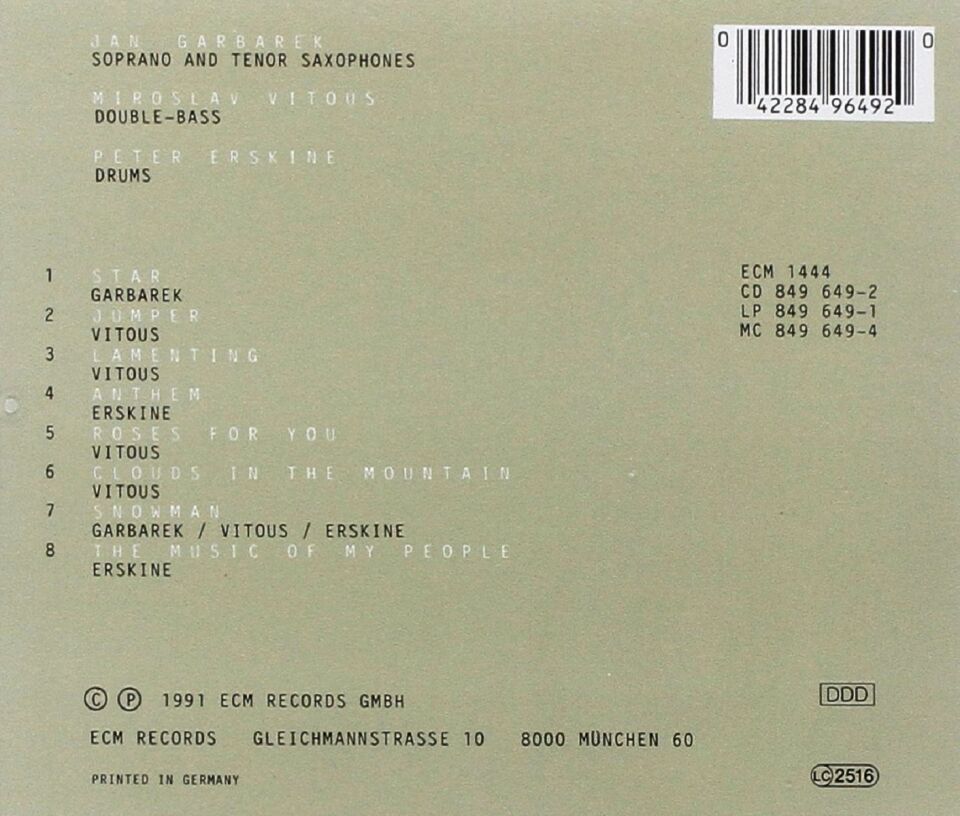 JAN GARBAREK
SOPRANO AND TENOR SAXOPHONES
MIROSLAV VITOUS
DOUBLE-BASS
PETER ERSKINE
DRUMS
0 42284 96492 0
1 STAR
GARBAREK
2 JUMPER
VITOUS
3 LAMENTING
VITOUS
4 ANTHEM
ERSKINE
5 ROSES FOR YOU
VITOUS
6 CLOUDS IN THE MOUNTAIN
VITOUS
7 SNOWMAN
GARBAREK / VITOUS / ERSKINE
8 THE MUSIC OF MY PEOPLE
ERSKINE
ECM 1444
CD 849 649-2
LP 849 649-1
MC 849 649-4
Ⓒ Ⓟ 1991 ECM RECORDS GMBH
DDD
ECM RECORDS GLEICHMANNSTRASSE 10 8000 MÜNCHEN 60
PRINTED IN GERMANY
LC 2516